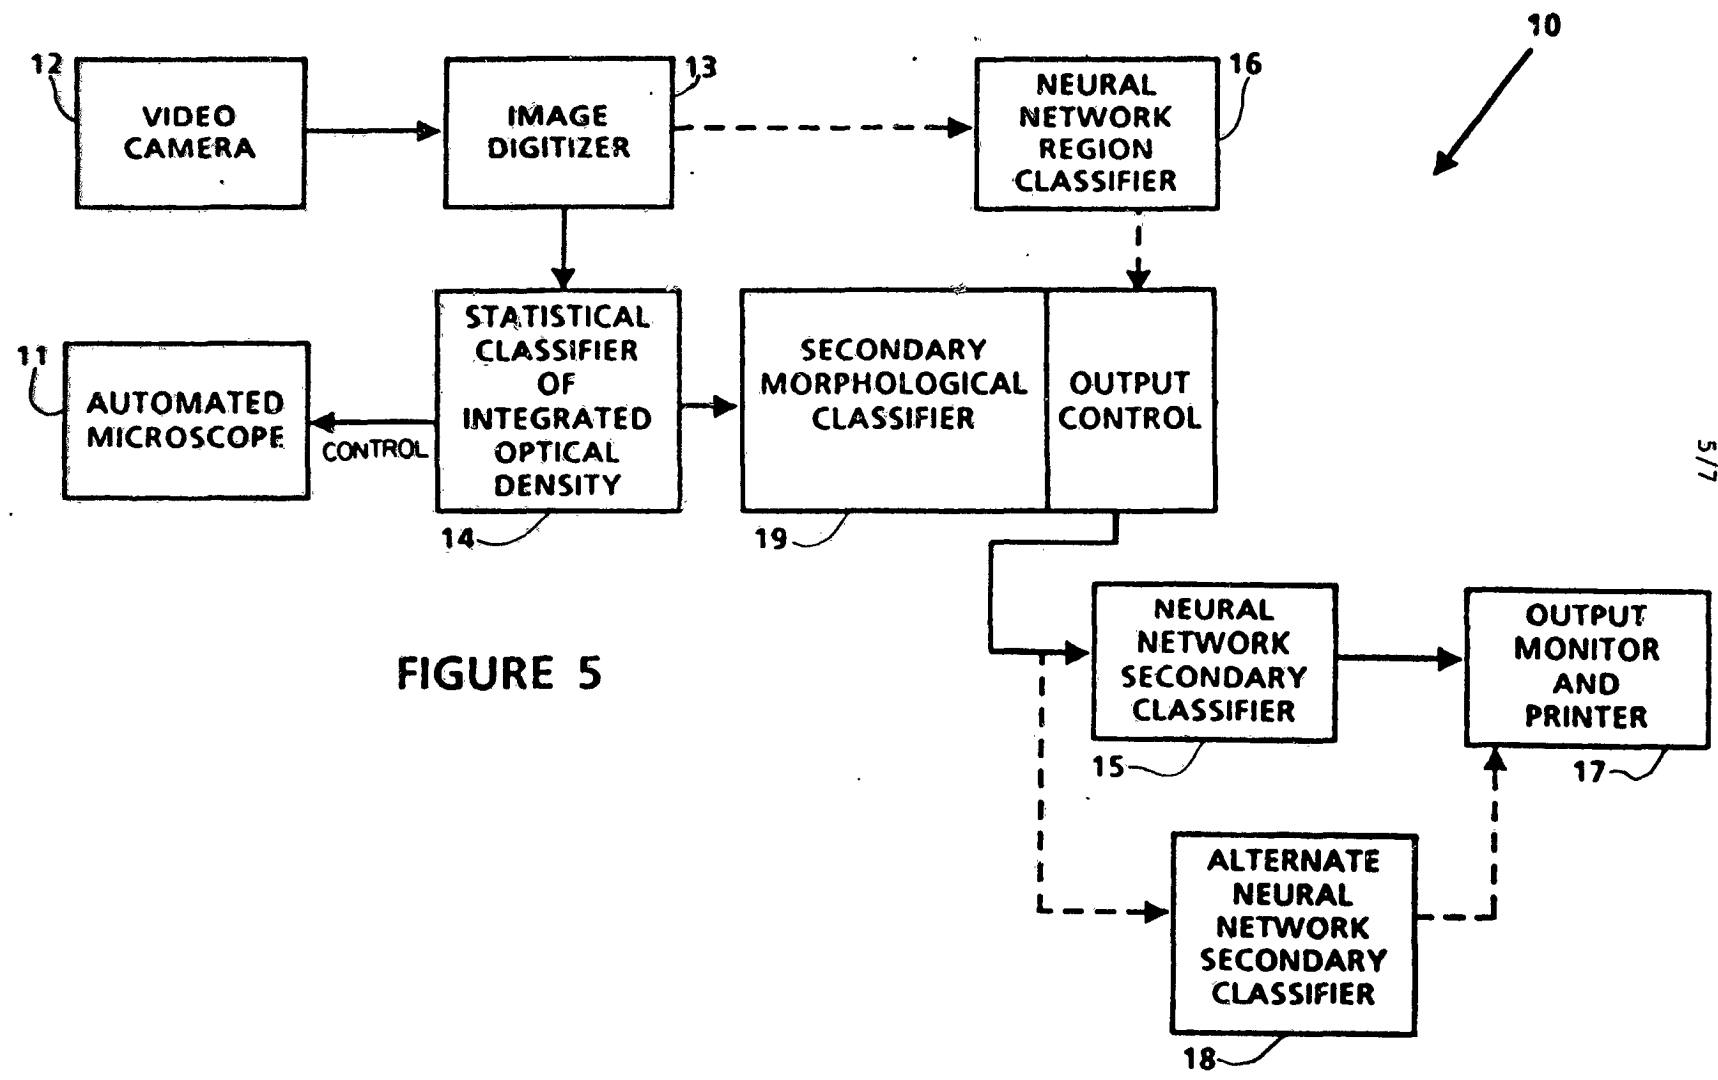 10
12
VIDEO
CAMERA
13
IMAGE
DIGITIZER
16
NEURAL
NETWORK
REGION
CLASSIFIER
11
AUTOMATED
MICROSCOPE
CONTROL
STATISTICAL
CLASSIFIER
OF
INTEGRATED
OPTICAL
DENSITY
14
SECONDARY
MORPHOLOGICAL
CLASSIFIER
19
OUTPUT
CONTROL
5/7
NEURAL
NETWORK
SECONDARY
CLASSIFIER
15
OUTPUT
MONITOR
AND
PRINTER
17
FIGURE 5
ALTERNATE
NEURAL
NETWORK
SECONDARY
CLASSIFIER
18